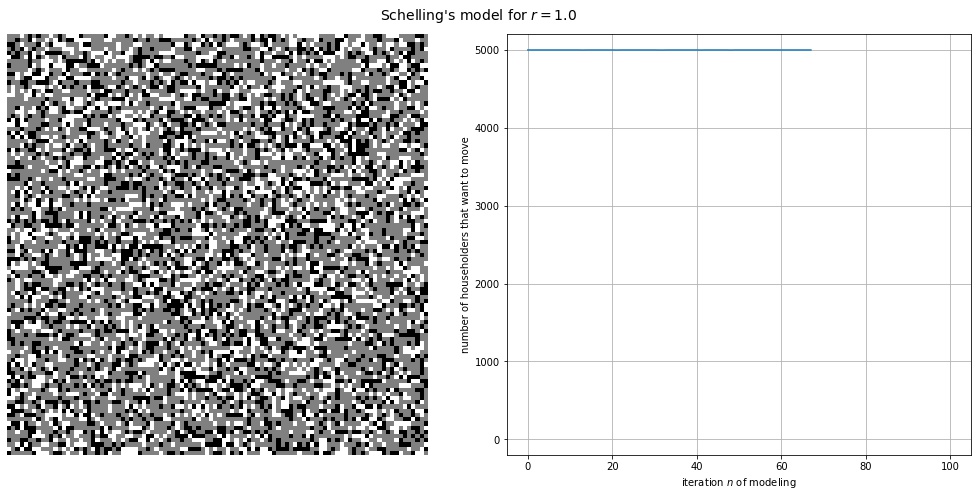 Schelling's model for r = 1.0
number of householders that want to move
5000
4000
3000
2000
1000
0
0 20 40 60 80 100
iteration n of modeling